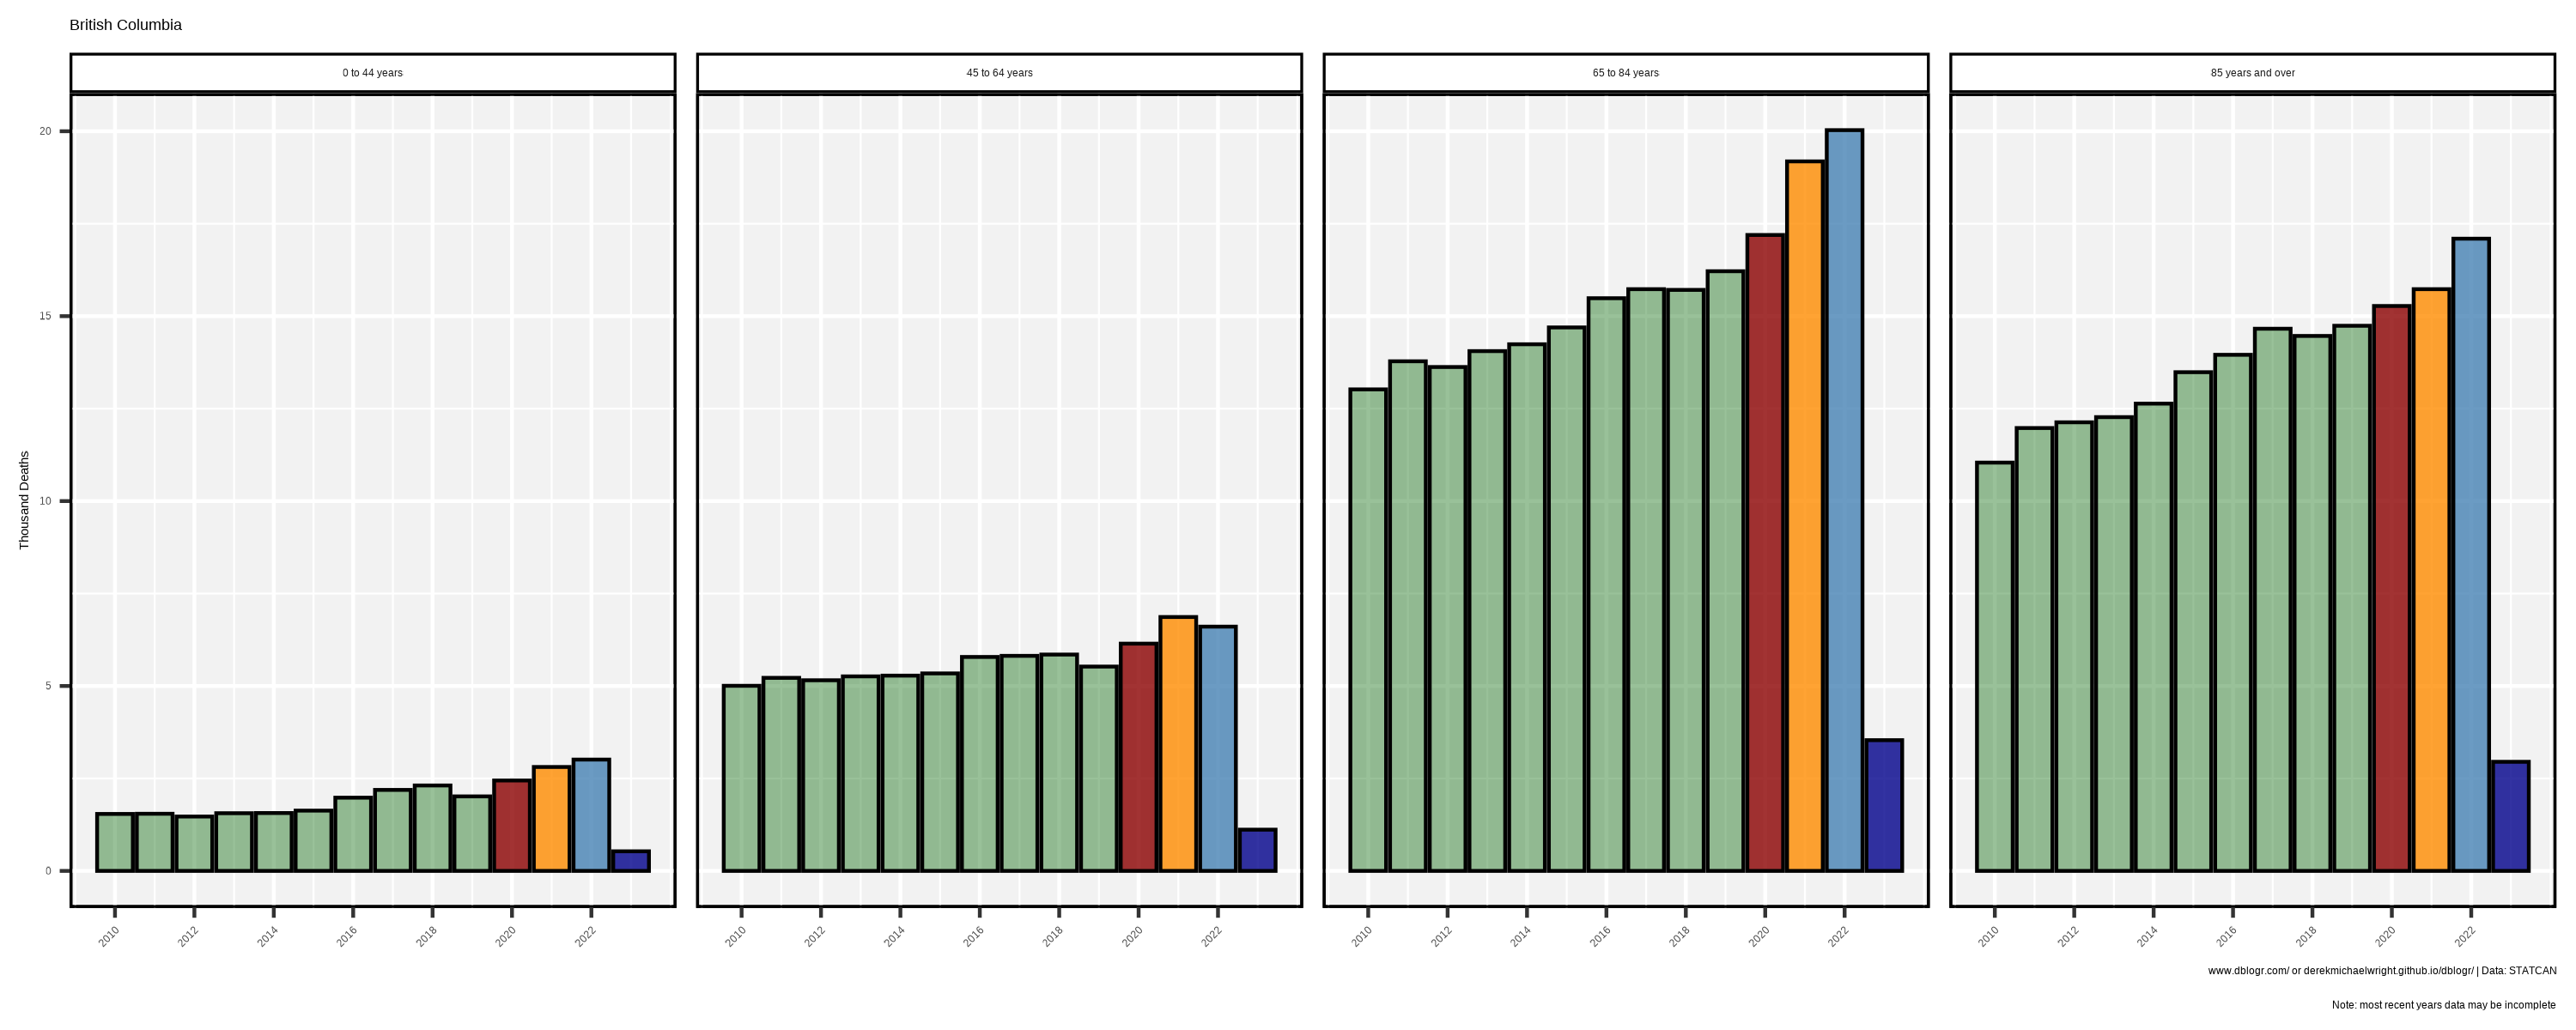 British Columbia
0 to 44 years
45 to 64 years
65 to 84 years
85 years and over
Thousand Deaths
20
15
10
5
0
2010 2012 2014 2016 2018 2020 2022
2010 2012 2014 2016 2018 2020 2022
2010 2012 2014 2016 2018 2020 2022
2010 2012 2014 2016 2018 2020 2022
www.dblogr.com/ or derekmichaelwright.github.io/dblogr/ | Data: STATCAN
Note: most recent years data may be incomplete